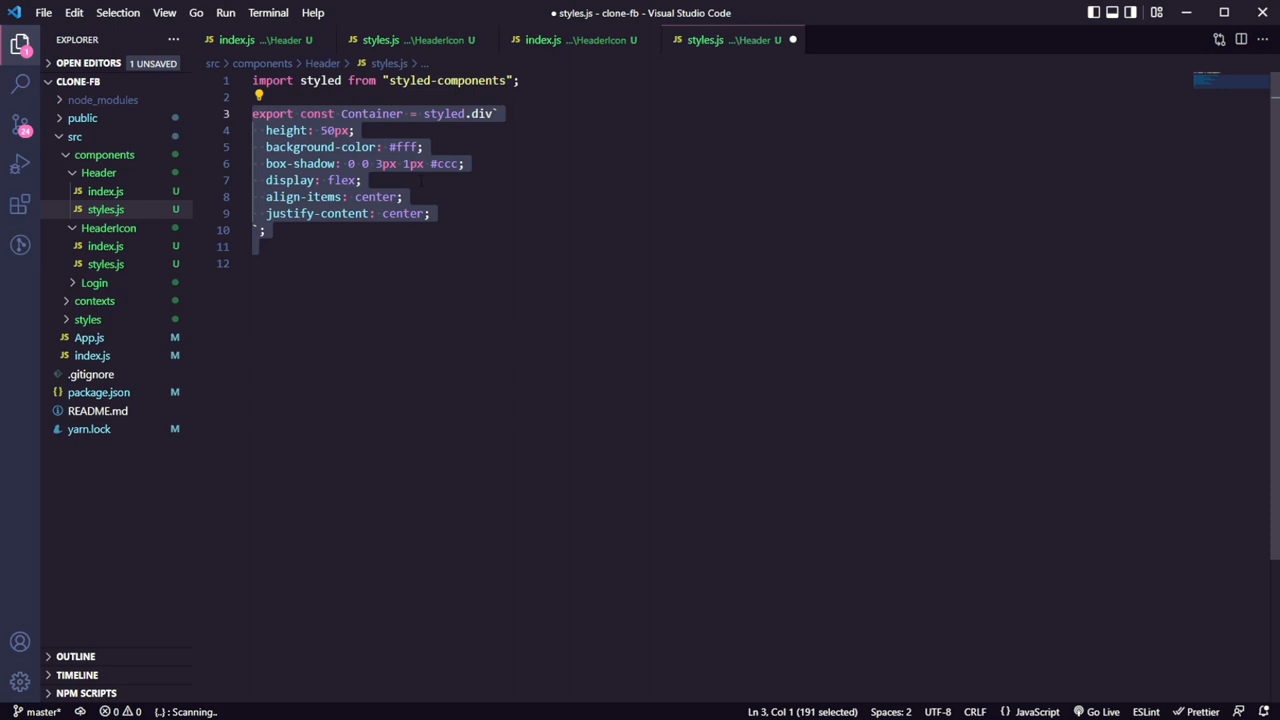 File Edit Selection View Go Run Terminal Help
● styles.js - clone-fb - Visual Studio Code
EXPLORER
index.js ...\Header U
styles.js ...\HeaderIcon U
index.js ...\HeaderIcon U
styles.js ...\Header U
OPEN EDITORS 1 UNSAVED
CLONE-FB
node_modules
public
src
components
Header
index.js U
styles.js U
HeaderIcon
index.js U
styles.js U
Login
contexts
styles
App.js M
index.js M
.gitignore
package.json M
README.md
yarn.lock M
OUTLINE
TIMELINE
NPM SCRIPTS
1
24
src > components > Header > styles.js > ...
1 import styled from "styled-components";
2
3 export const Container = styled.div`
4 height: 50px;
5 background-color: #fff;
6 box-shadow: 0 0 3px 1px #ccc;
7 display: flex;
8 align-items: center;
9 justify-content: center;
10 `;
11
12
master* 0 0 {..} : Scanning..
Ln 3, Col 1 (191 selected) Spaces: 2 UTF-8 CRLF {} JavaScript Go Live ESLint Prettier